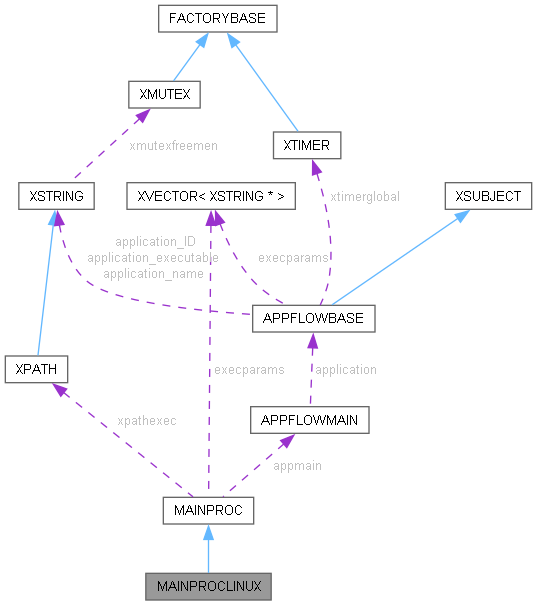 FACTORYBASE
XMUTEX
xmutexfreemen
XTIMER
XSTRING
XVECTOR< XSTRING * >
xtimerglobal
XSUBJECT
application_ID
application_executable
application_name
execparams
APPFLOWBASE
XPATH
execparams
application
xpathexec
APPFLOWMAIN
appmain
MAINPROC
MAINPROCLINUX